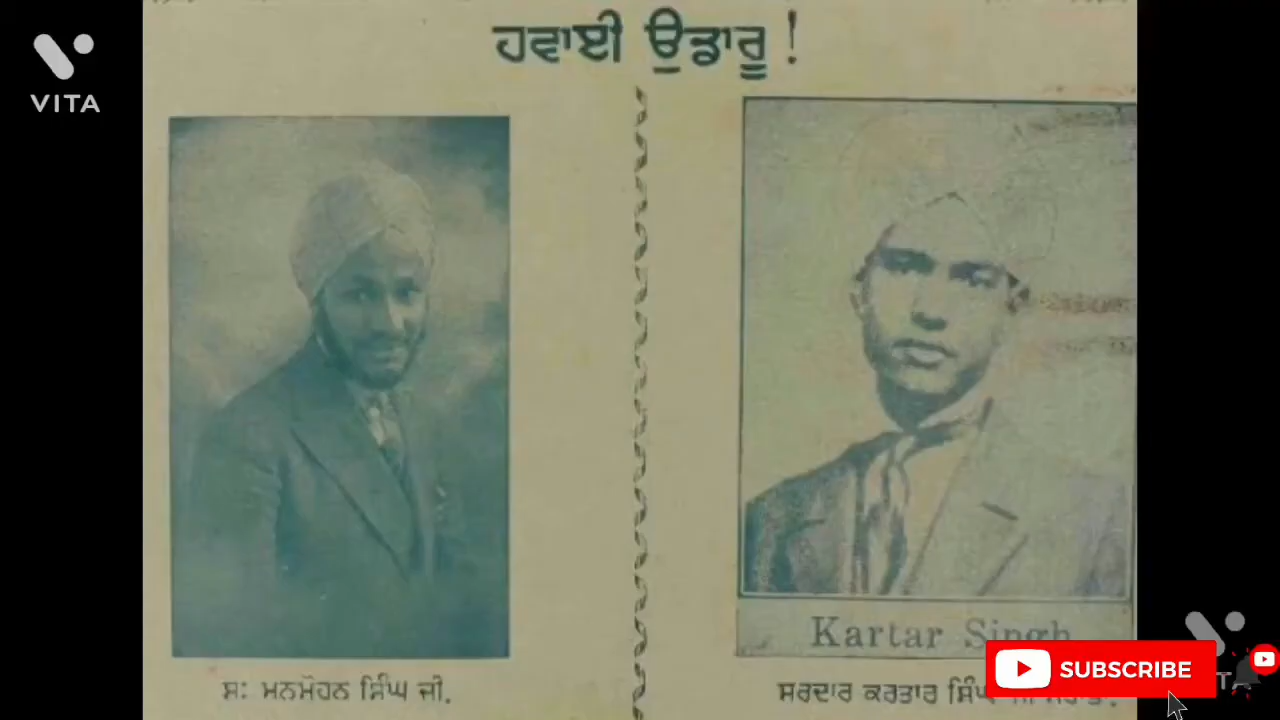 VITA
ਹਵਾਈ ਉਡਾਰੂ !
Kartar Singh
ਸ: ਮਨਮੋਹਨ ਸਿੰਘ ਜੀ.
ਸਰਦਾਰ ਕਰਤਾਰ ਸਿੰਘ
SUBSCRIBE